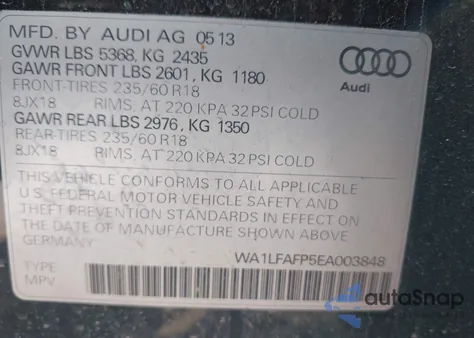 MFD. BY AUDI AG 05 13
GVWR LBS 5368, KG 2435
GAWR FRONT LBS 2601, KG 1180
FRONT-TIRES 235/60 R18
8JX18 RIMS, AT 220 KPA 32 PSI COLD
GAWR REAR LBS 2976, KG 1350
REAR-TIRES 235/60 R18
8JX18 RIMS, AT 220 KPA 32 PSI COLD
Audi
THIS VEHICLE CONFORMS TO ALL APPLICABLE
U.S. FEDERAL MOTOR VEHICLE SAFETY AND
THEFT PREVENTION STANDARDS IN EFFECT ON
THE DATE OF MANUFACTURE SHOWN ABOVE.
GERMANY
WA1LFAFP5EA003848
TYPE
MPV
autoSnap